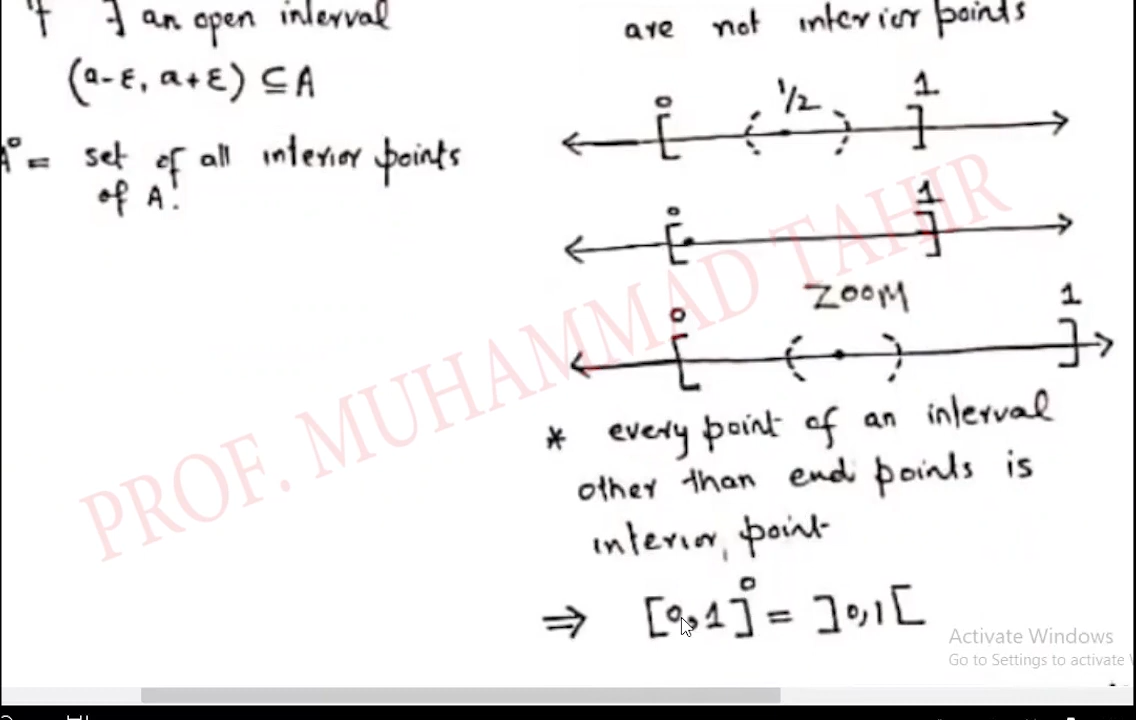 if ∃ an open interval
(a-ε, a+ε) ⊆ A
A° = set of all interior points
of A.
are not interior points
0 1/2 1
0 1
ZOOM
0 1
* every point of an interval
other than end points is
interior point
⇒ [0,1]° = ]0,1[
PROF. MUHAMMAD TAHIR
Activate Windows
Go to Settings to activate